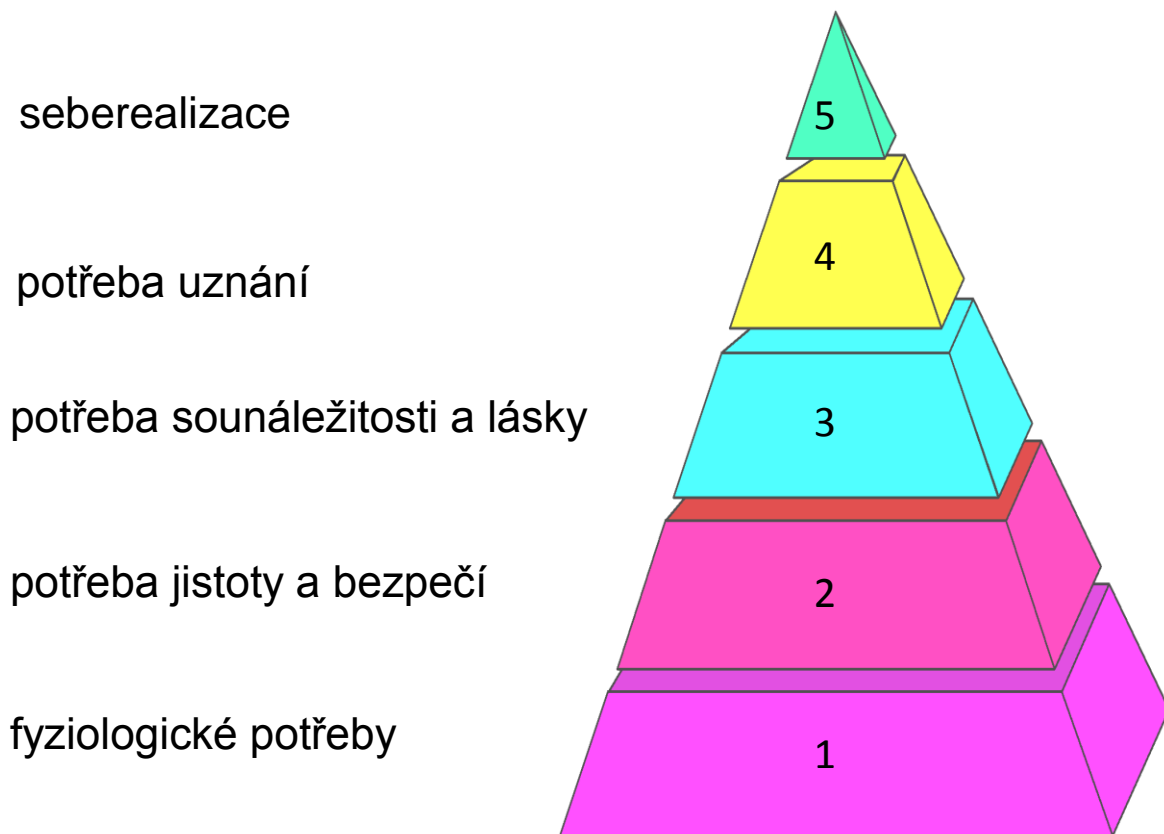 seberealizace
5
potřeba uznání
4
potřeba sounáležitosti a lásky
3
potřeba jistoty a bezpečí
2
fyziologické potřeby
1